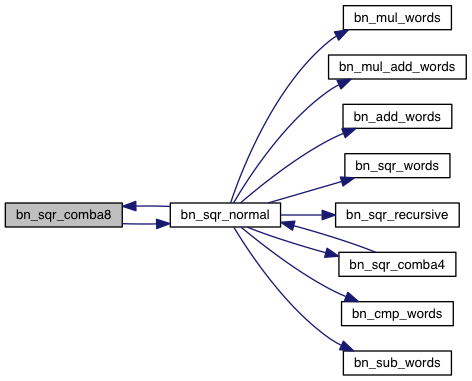 bn_mul_words
bn_mul_add_words
bn_add_words
bn_sqr_words
bn_sqr_comba8
bn_sqr_normal
bn_sqr_recursive
bn_sqr_comba4
bn_cmp_words
bn_sub_words